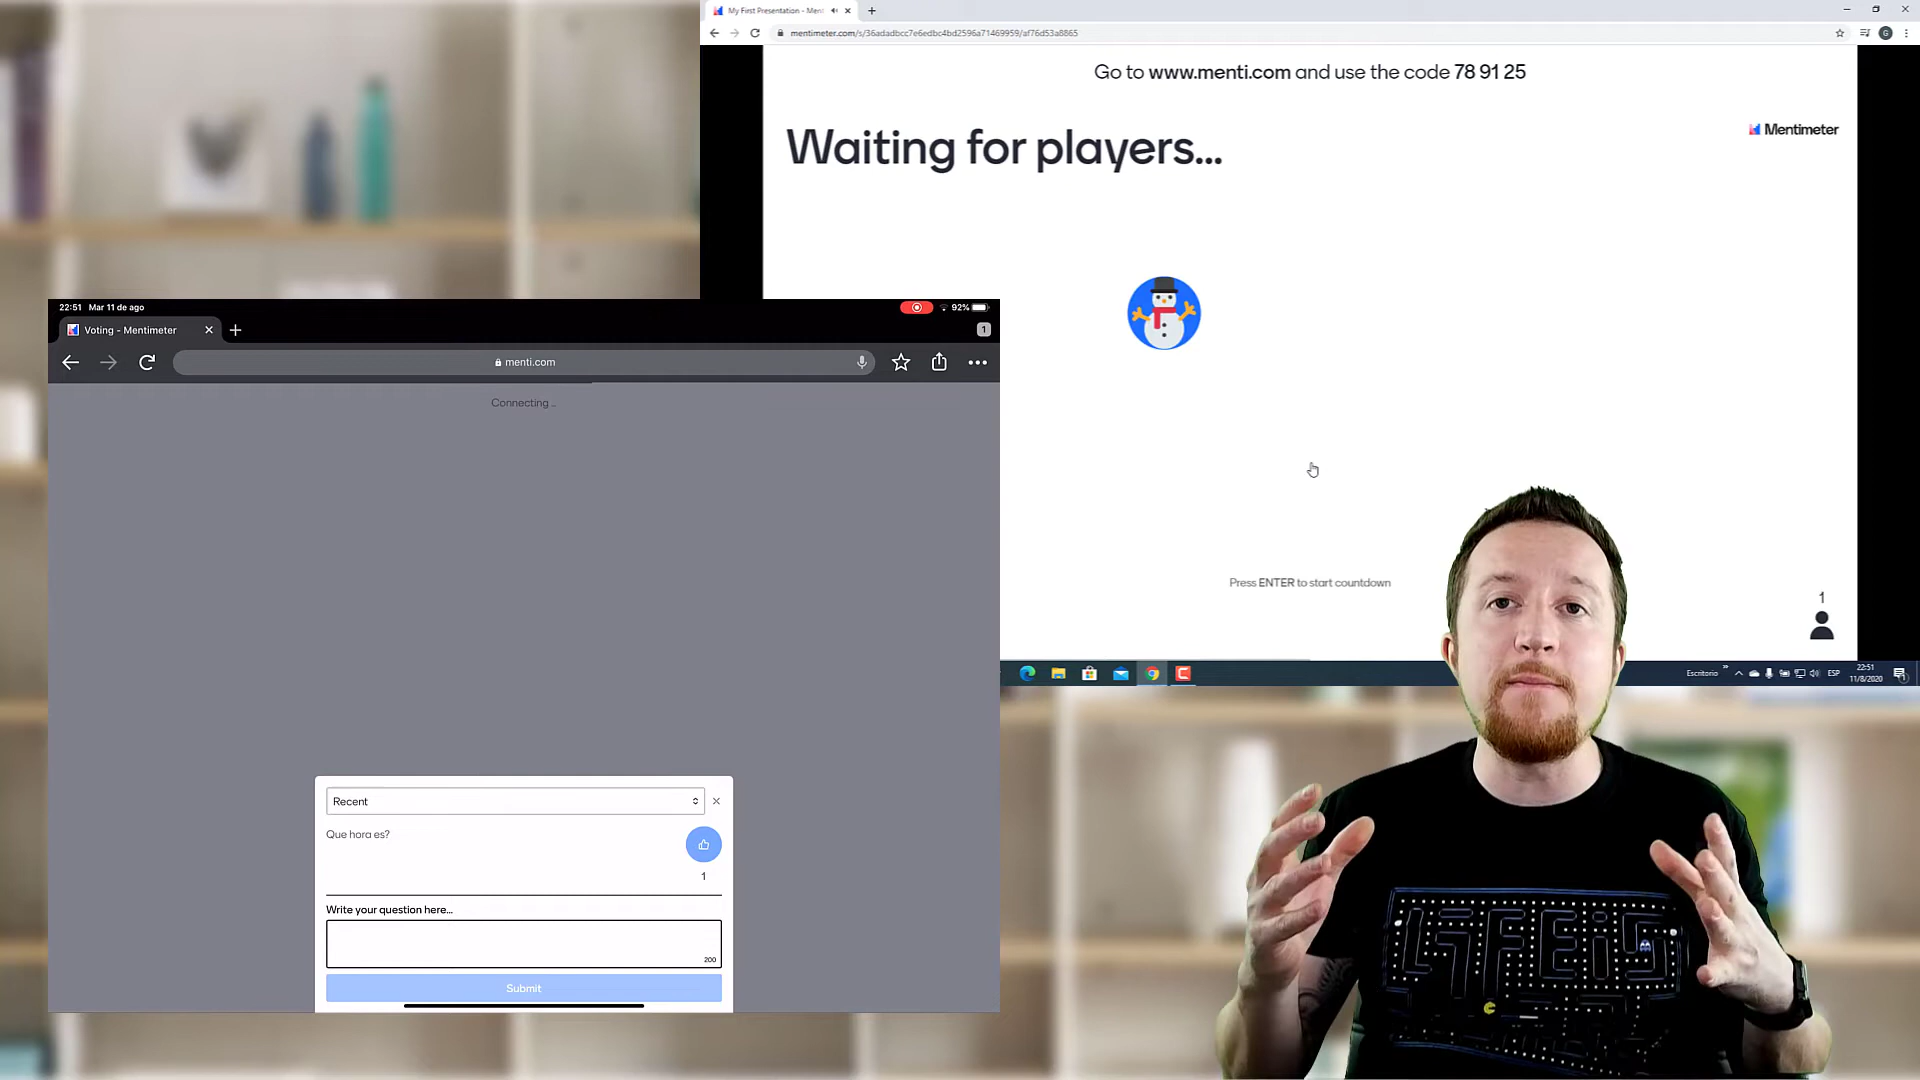 My First Presentation - Men
mentimeter.com/s/36adadbcc7e6edbc4bd2596a71469959/af76d53a8865
G
Go to www.menti.com and use the code 78 91 25
Mentimeter
Waiting for players...
Press ENTER to start countdown
1
Escritorio
ESP
22:51
11/8/2020
22:51 Mar 11 de ago
92%
Voting - Mentimeter
1
menti.com
Connecting ..
Recent
Que hora es?
1
Write your question here...
200
Submit